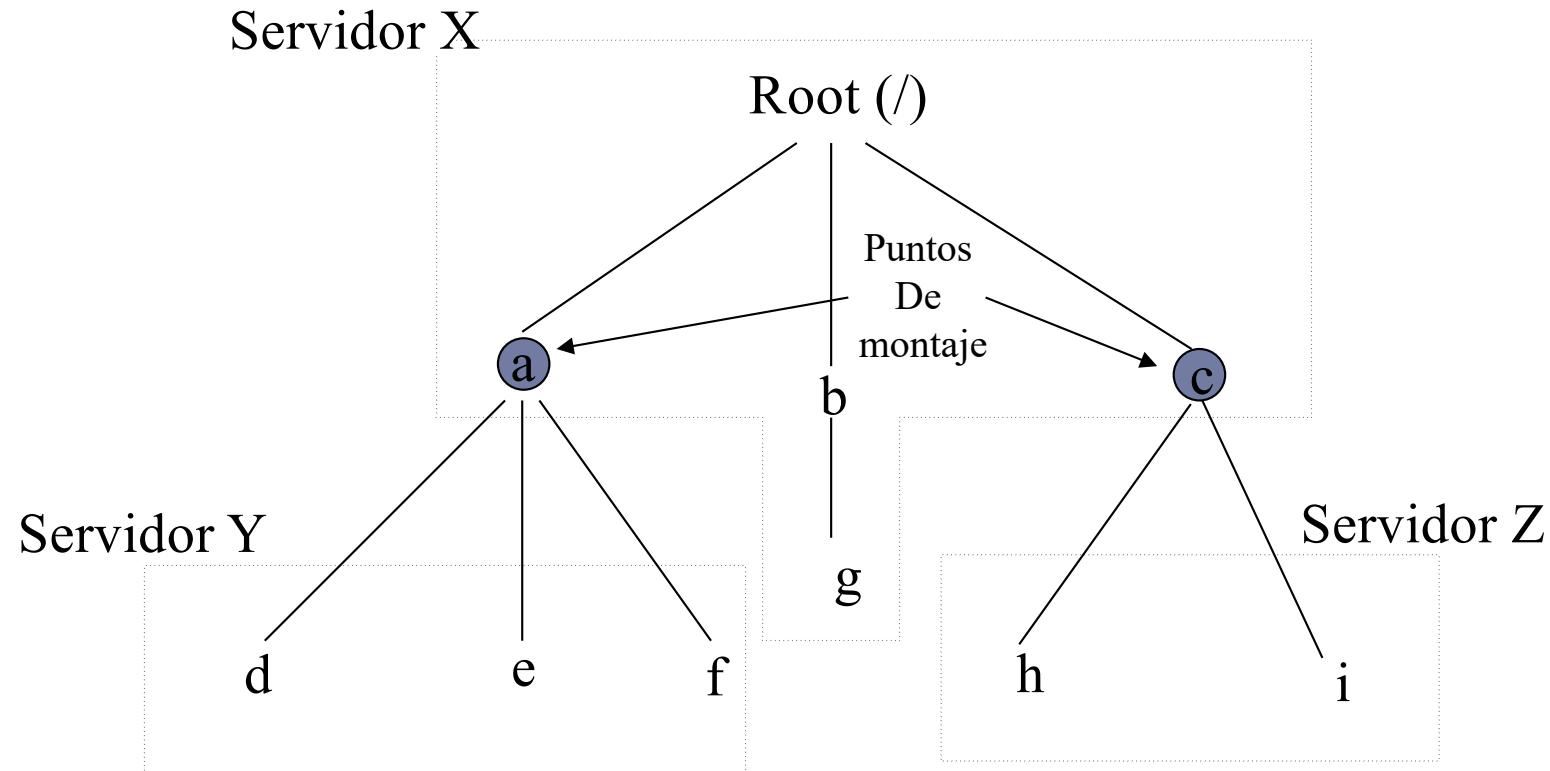 Servidor X
Root (/)
Puntos
De
montaje
a
b
c
Servidor Y
Servidor Z
g
d
e
f
h
i